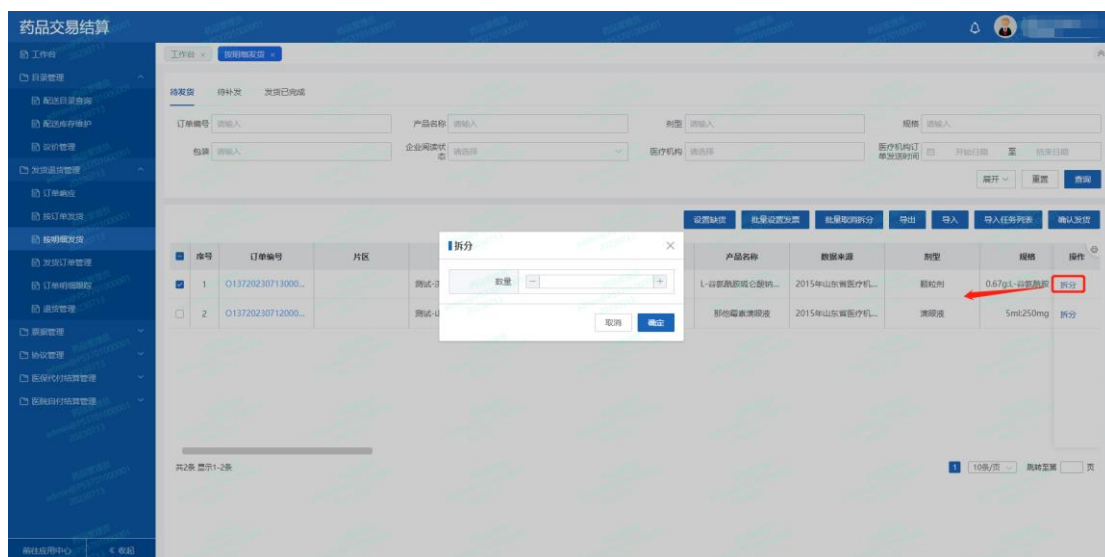 药品交易结算
工作台
目录管理
配送目录查询
配送库存维护
议价管理
发货退货管理
订单响应
按订单发货
按明细发货
发货订单管理
订单明细跟踪
退货管理
票据管理
协议管理
医保代付结算管理
医院自付结算管理
前往应用中心 《 收起
工作台 × 按明细发货 ×
待发货 待补发 发货已完成
订单编号 请输入 产品名称 请输入 剂型 请输入 规格 请输入
包装 请输入 企业阅读状态 请选择 医疗机构 请选择 医疗机构订单发送时间 开始日期 至 结束日期
展开 重置 查询
设置缺货 批量设置发票 批量取消拆分 导出 导入 导入任务列表 确认发货
序号 订单编号 片区 产品名称 数据来源 剂型 规格 操作
1 O13720230713000... 测试- L-谷氨酰胺呱仑酸钠... 2015年山东省医疗机... 颗粒剂 0.67g:L-谷氨酰胺 拆分
2 O13720230712000... 测试-山 那他霉素滴眼液 2015年山东省医疗机... 滴眼液 5ml:250mg 拆分
拆分 ×
数量 − +
取消 确定
共2条 显示1-2条
1 10条/页 跳转至第 页